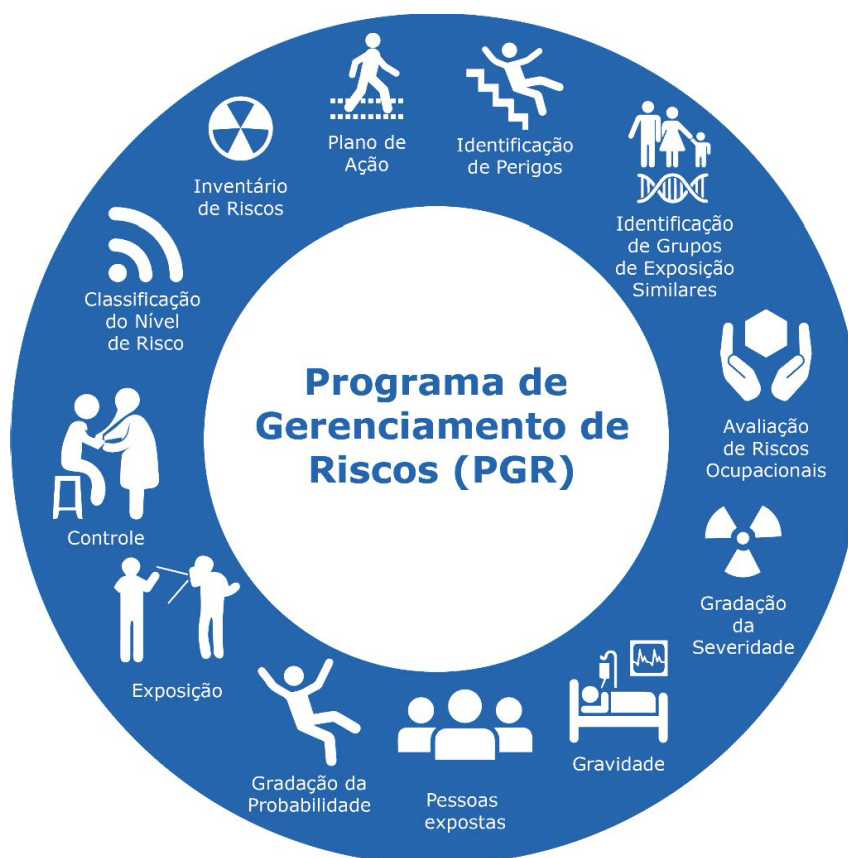 Programa de
Gerenciamento de
Riscos (PGR)
Plano de
Ação
Identificação
de Perigos
Identificação
de Grupos
de Exposição
Similares
Avaliação
de Riscos
Ocupacionais
Gradação
da
Severidade
Gravidade
Pessoas
expostas
Gradação da
Probabilidade
Exposição
Controle
Classificação
do Nível
de Risco
Inventário
de Riscos